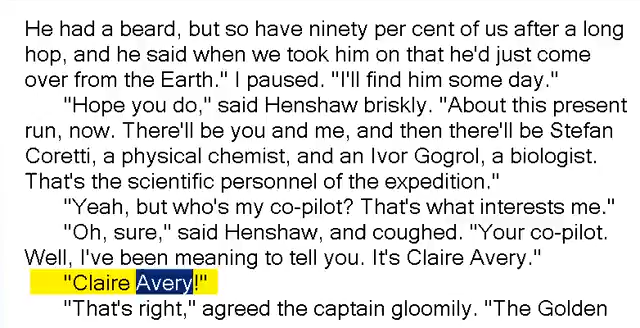 He had a beard, but so have ninety per cent of us after a long
hop, and he said when we took him on that he'd just come
over from the Earth." I paused. "I'll find him some day."
"Hope you do," said Henshaw briskly. "About this present
run, now. There'll be you and me, and then there'll be Stefan
Coretti, a physical chemist, and an Ivor Gogrol, a biologist.
That's the scientific personnel of the expedition."
"Yeah, but who's my co-pilot? That's what interests me."
"Oh, sure," said Henshaw, and coughed. "Your co-pilot.
Well, I've been meaning to tell you. It's Claire Avery."
"Claire Avery!"
"That's right," agreed the captain gloomily. "The Golden